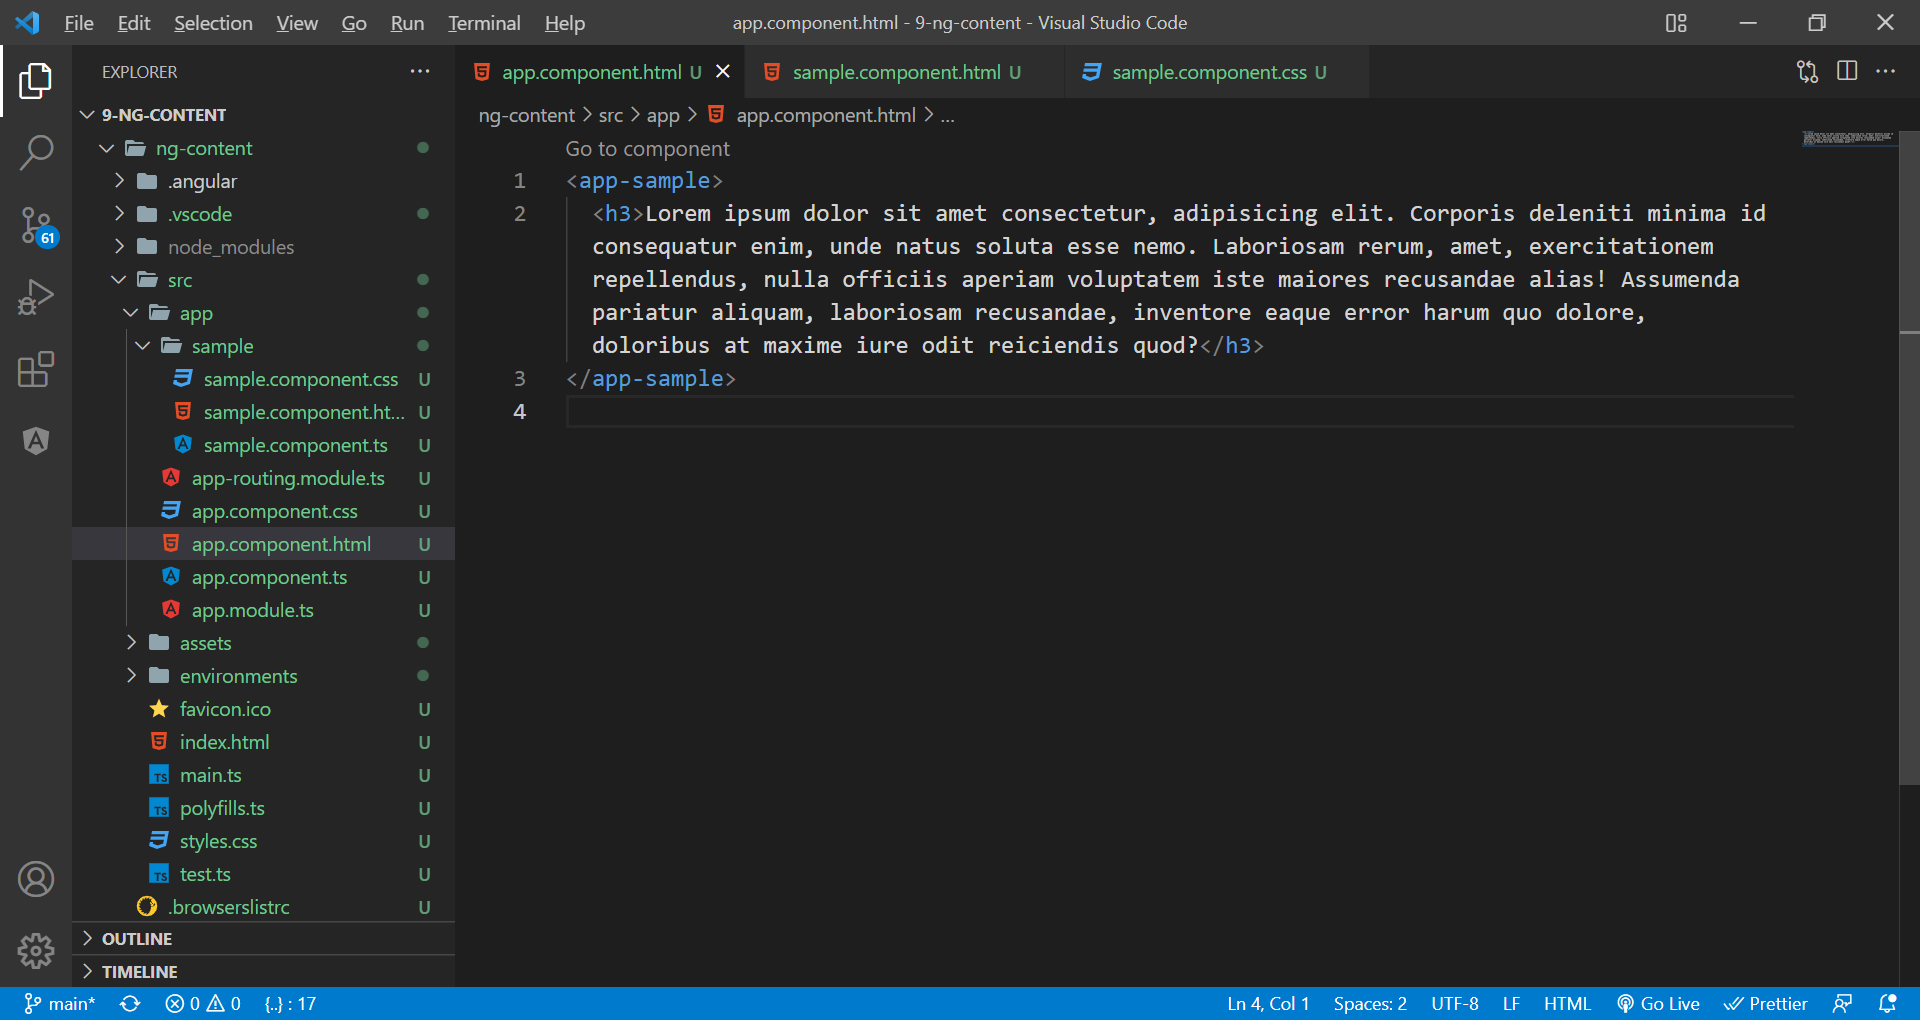 File Edit Selection View Go Run Terminal Help
app.component.html - 9-ng-content - Visual Studio Code
EXPLORER
app.component.html U
sample.component.html U
sample.component.css U
9-NG-CONTENT
ng-content > src > app > app.component.html > ...
ng-content
.angular
.vscode
node_modules
src
app
sample
sample.component.css U
sample.component.ht... U
sample.component.ts U
app-routing.module.ts U
app.component.css U
app.component.html U
app.component.ts U
app.module.ts U
assets
environments
favicon.ico U
index.html U
main.ts U
polyfills.ts U
styles.css U
test.ts U
.browserslistrc U
OUTLINE
TIMELINE
61
Go to component
1 <app-sample>
2 <h3>Lorem ipsum dolor sit amet consectetur, adipisicing elit. Corporis deleniti minima id
consequatur enim, unde natus soluta esse nemo. Laboriosam rerum, amet, exercitationem
repellendus, nulla officiis aperiam voluptatem iste maiores recusandae alias! Assumenda
pariatur aliquam, laboriosam recusandae, inventore eaque error harum quo dolore,
doloribus at maxime iure odit reiciendis quod?</h3>
3 </app-sample>
4
main* 0 0 {..} : 17
Ln 4, Col 1 Spaces: 2 UTF-8 LF HTML Go Live Prettier